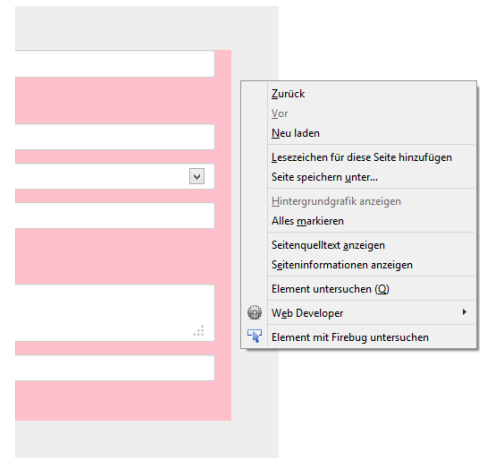 Zurück
Vor
Neu laden
Lesezeichen für diese Seite hinzufügen
Seite speichern unter...
Hintergrundgrafik anzeigen
Alles markieren
Seitenquelltext anzeigen
Seiteninformationen anzeigen
Element untersuchen (Q)
Web Developer
Element mit Firebug untersuchen